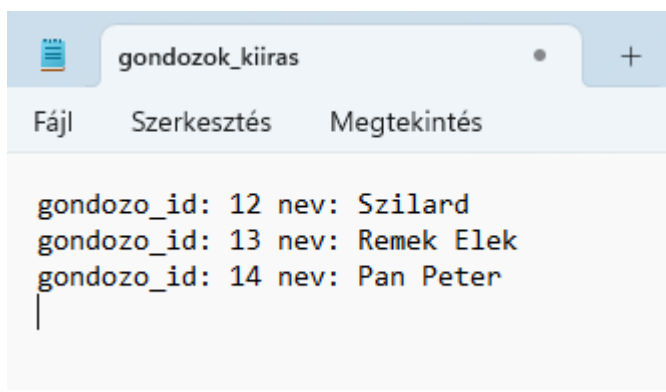 gondozok_kiiras
Fájl Szerkesztés Megtekintés
gondozo_id: 12 nev: Szilard
gondozo_id: 13 nev: Remek Elek
gondozo_id: 14 nev: Pan Peter